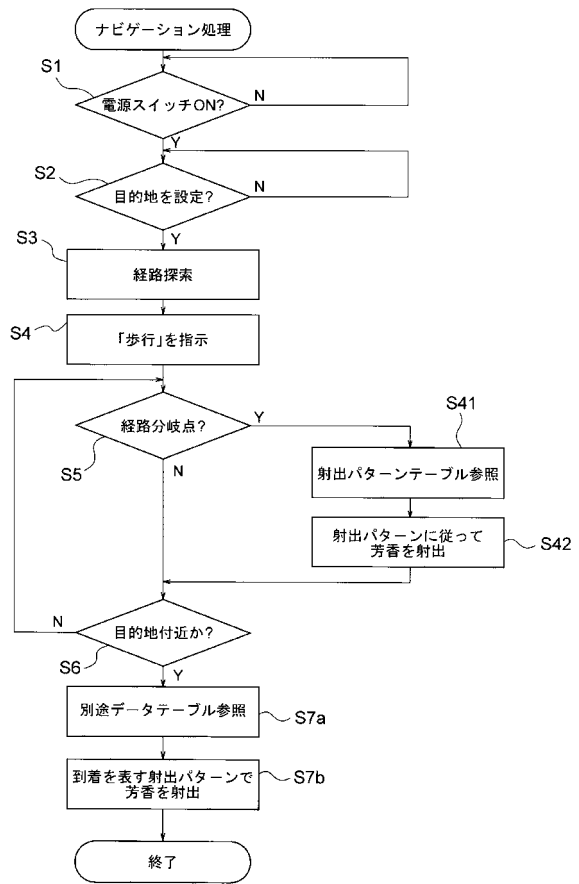 ナビゲーション処理
S1
電源スイッチON?
N
Y
S2
目的地を設定?
N
Y
S3
経路探索
S4
「歩行」を指示
S5
経路分岐点?
Y
N
S41
射出パターンテーブル参照
射出パターンに従って
芳香を射出
S42
N
目的地付近か?
S6
Y
別途データテーブル参照
S7a
到着を表す射出パターンで
芳香を射出
S7b
終了